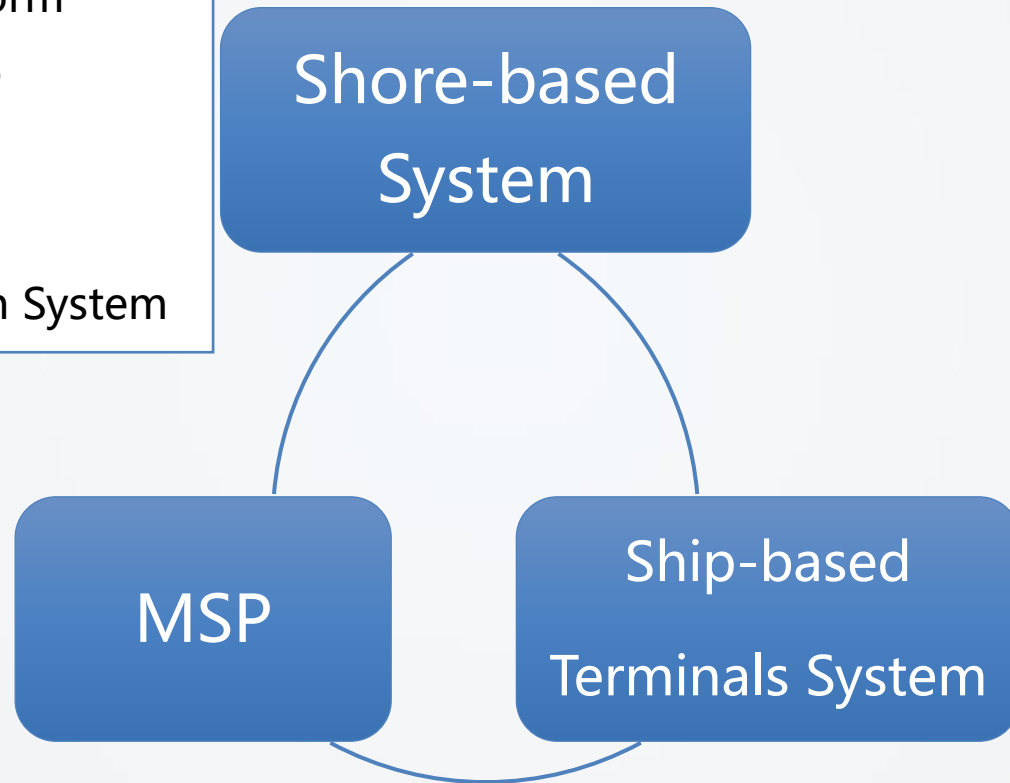 Shore-based
System
System
MSP
Ship-based
Terminals System